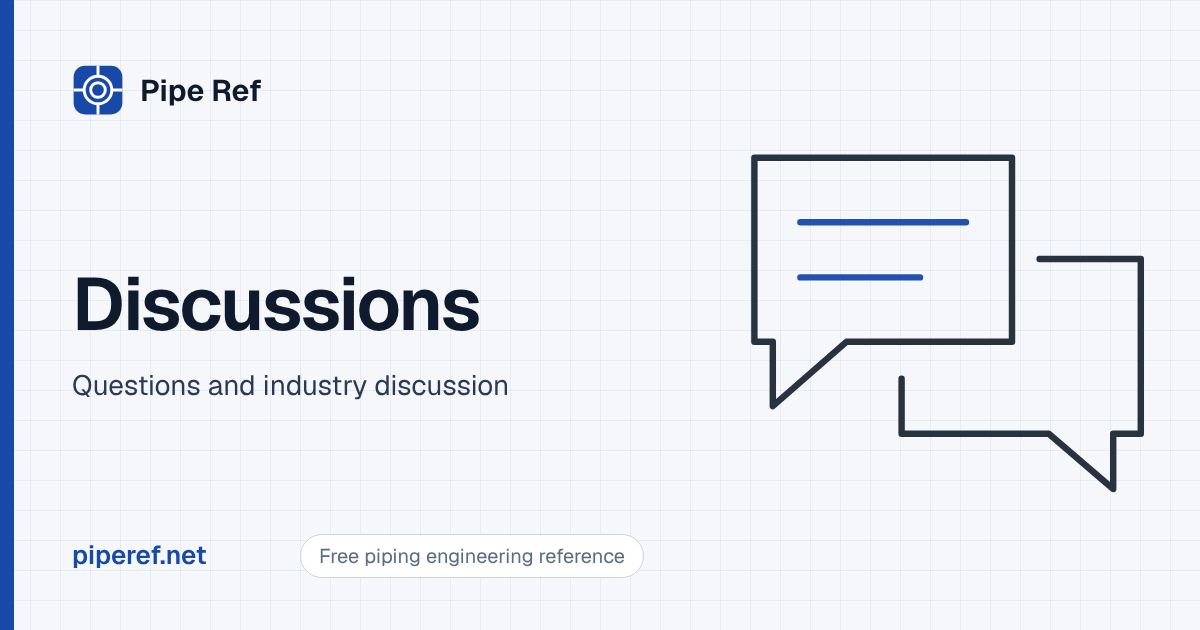 Pipe Ref
Discussions
Questions and industry discussion
piperef.net
Free piping engineering reference